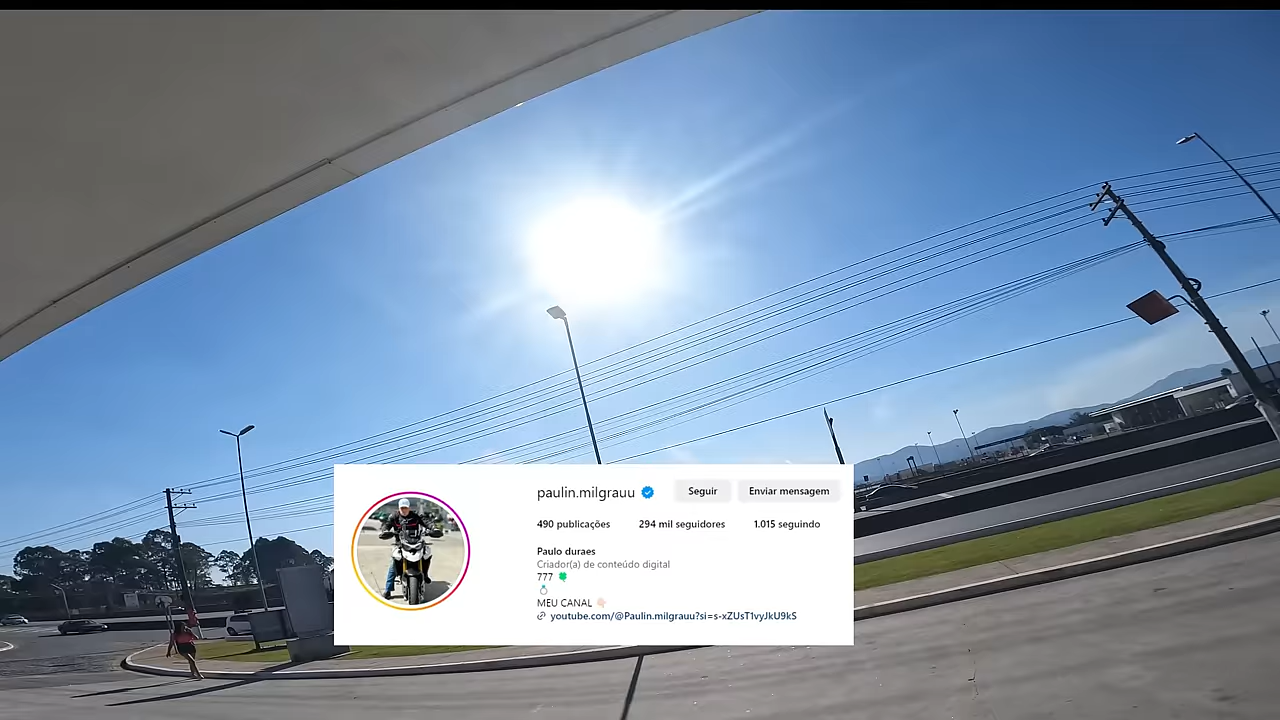 paulin.milgrauu Seguir Enviar mensagem
490 publicações 294 mil seguidores 1.015 seguindo
Paulo duraes
Criador(a) de conteúdo digital
777 🍀
💍
MEU CANAL 👇🏻
youtube.com/@Paulin.milgrauu?si=s-xZUsT1vyJkU9kS